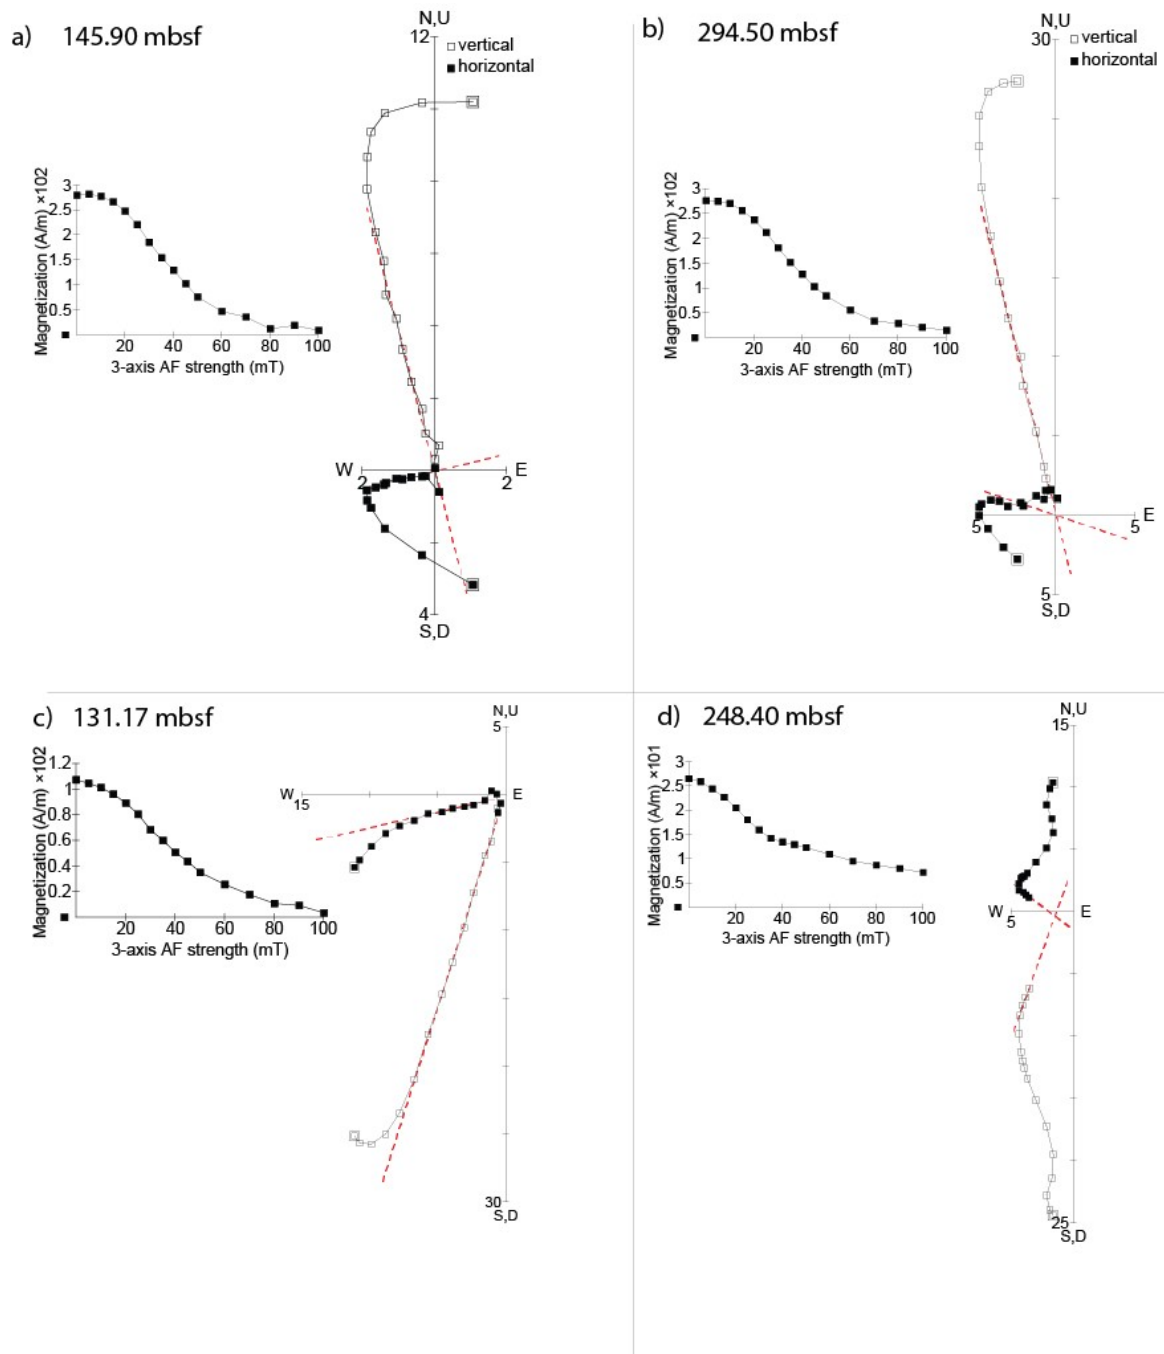 a) 145.90 mbsf
N,U
12
vertical
horizontal
Magnetization (A/m) ×102
3
2.5
2
1.5
1
0.5
20 40 60 80 100
3-axis AF strength (mT)
W E
2 2
4
S,D
b) 294.50 mbsf
N,U
30
vertical
horizontal
Magnetization (A/m) ×102
3
2.5
2
1.5
1
0.5
20 40 60 80 100
3-axis AF strength (mT)
E
5 5
5
S,D
c) 131.17 mbsf
N,U
5
Magnetization (A/m) ×102
1.2
1
0.8
0.6
0.4
0.2
20 40 60 80 100
3-axis AF strength (mT)
W E
15
30
S,D
d) 248.40 mbsf
N,U
15
Magnetization (A/m) ×101
3
2.5
2
1.5
1
0.5
20 40 60 80 100
3-axis AF strength (mT)
W E
5
25
S,D